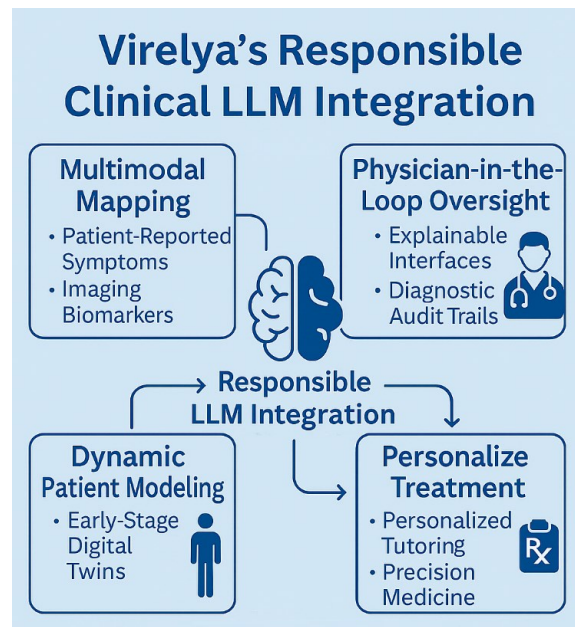 Virelya's Responsible
Clinical LLM Integration
Multimodal
Mapping
• Patient-Reported
Symptoms
• Imaging
Biomarkers
Physician-in-the-
Loop Oversight
• Explainable
Interfaces
• Diagnostic
Audit Trails
Responsible
LLM Integration
Dynamic
Patient Modeling
• Early-Stage
Digital
Twins
Personalize
Treatment
• Personalized
Tutoring
• Precision
Medicine
Rx